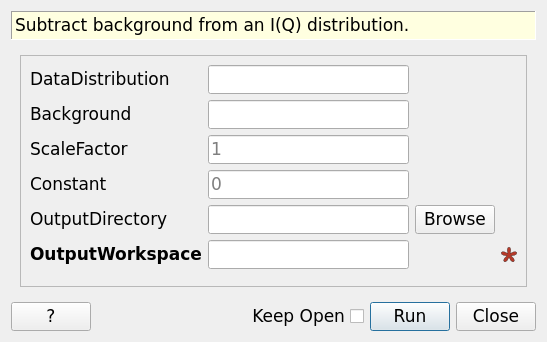 Subtract background from an I(Q) distribution.
DataDistribution
Background
ScaleFactor 1
Constant 0
OutputDirectory Browse
OutputWorkspace *
? Keep Open Run Close